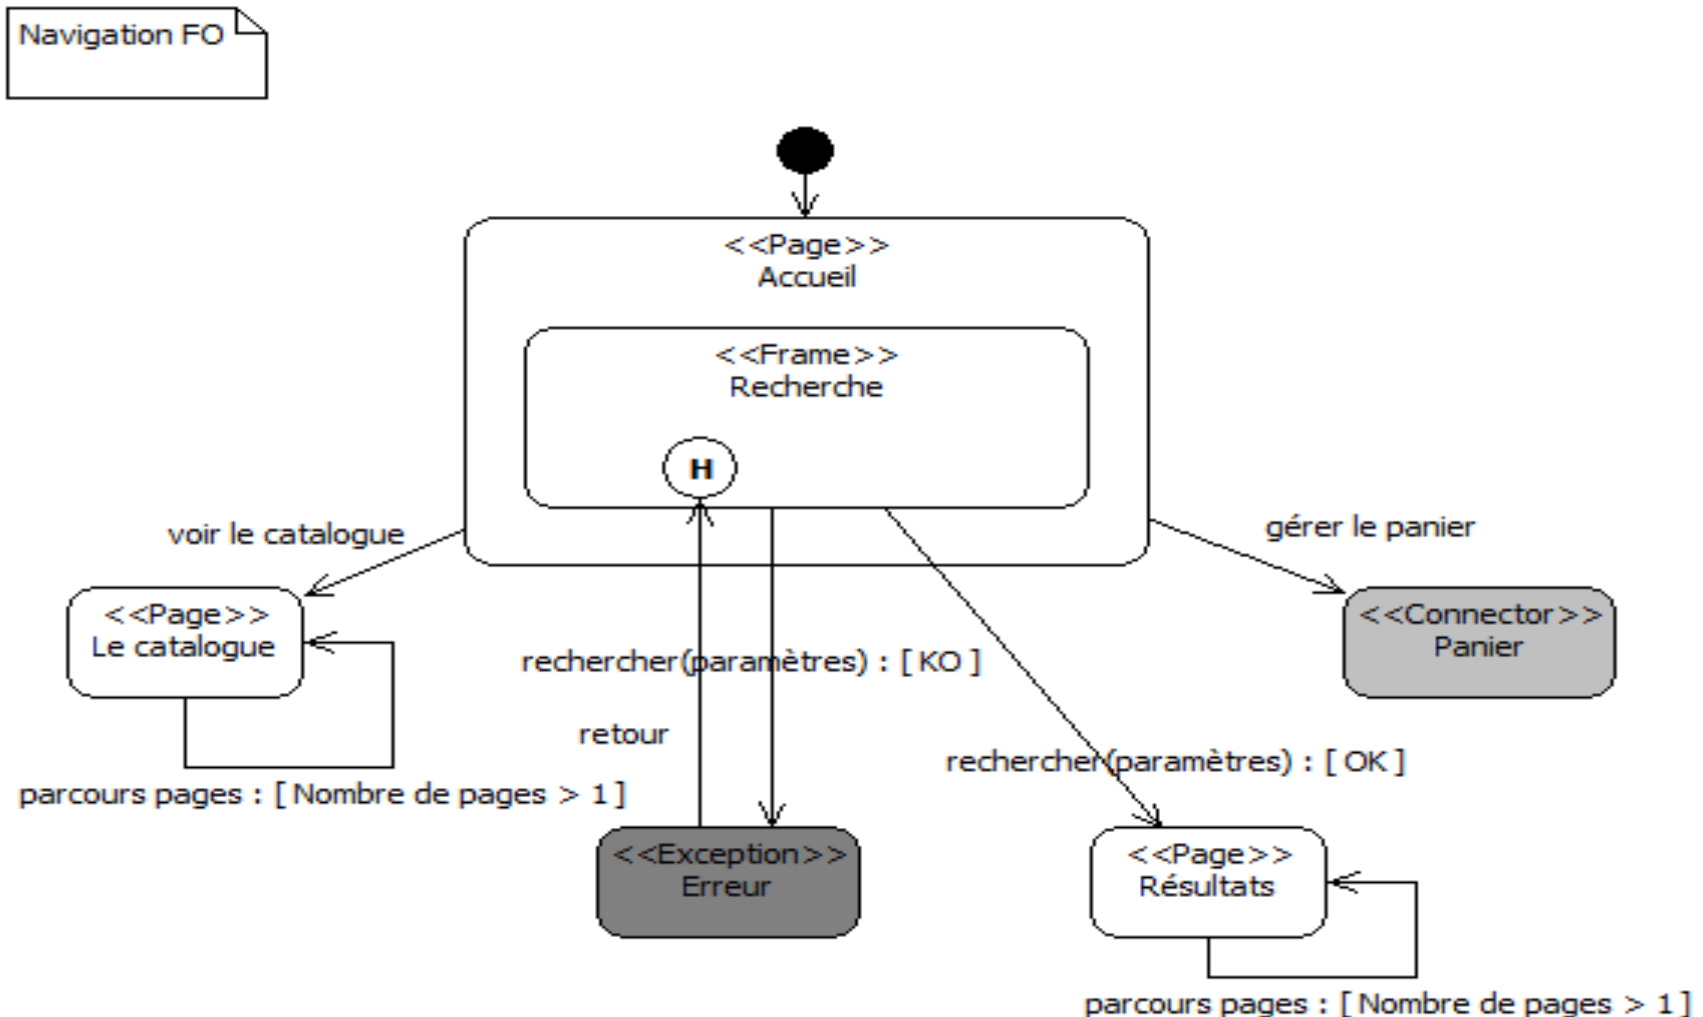 Navigation FO
<<Page>>
Accueil
<<Frame>>
Recherche
H
voir le catalogue
gérer le panier
<<Page>>
Le catalogue
<<Connector>>
Panier
rechercher(paramètres) : [ KO ]
retour
rechercher(paramètres) : [ OK ]
parcours pages : [ Nombre de pages > 1 ]
<<Exception>>
Erreur
<<Page>>
Résultats
parcours pages : [ Nombre de pages > 1 ]